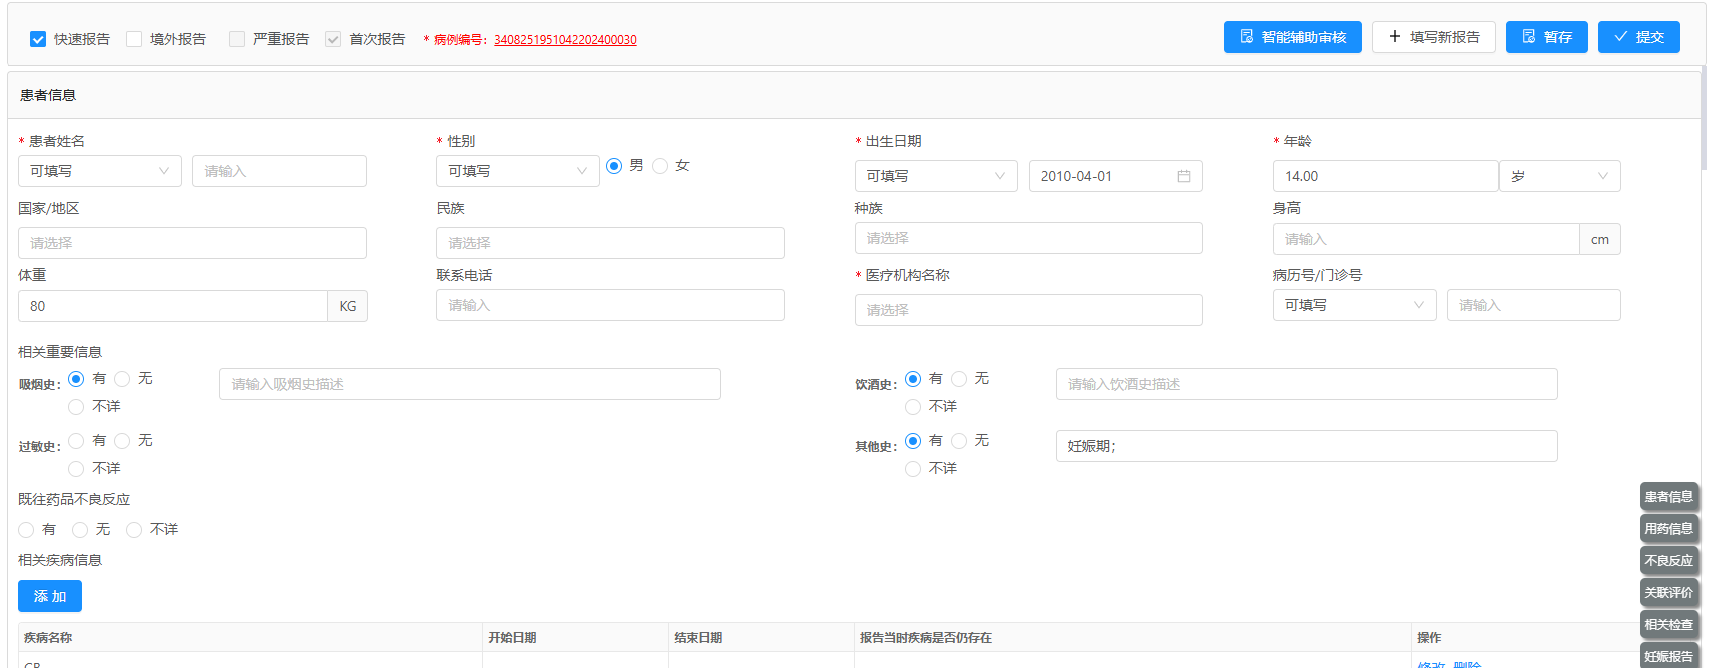 快速报告 境外报告 严重报告 首次报告 * 病例编号: 3408251951042202400030 智能辅助审核 填写新报告 暂存 提交
患者信息
* 患者姓名 * 性别 * 出生日期 * 年龄
可填写 请输入 可填写 男 女 可填写 2010-04-01 14.00 岁
国家/地区 民族 种族 身高
请选择 请选择 请选择 请输入 cm
体重 联系电话 * 医疗机构名称 病历号/门诊号
80 KG 请输入 请选择 可填写 请输入
相关重要信息
吸烟史: 有 无 请输入吸烟史描述 饮酒史: 有 无 请输入饮酒史描述
不详 不详
过敏史: 有 无 其他史: 有 无 妊娠期；
不详 不详
既往药品不良反应
有 无 不详
相关疾病信息
添 加
疾病名称 开始日期 结束日期 报告当时疾病是否仍存在 操作
修改 删除
患者信息
用药信息
不良反应
关联评价
相关检查
妊娠报告